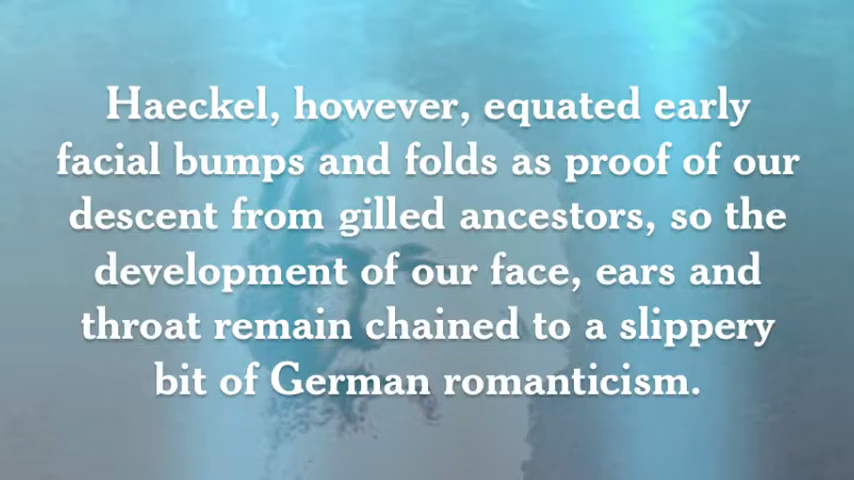 Haeckel, however, equated early
facial bumps and folds as proof of our
descent from gilled ancestors, so the
development of our face, ears and
throat remain chained to a slippery
bit of German romanticism.